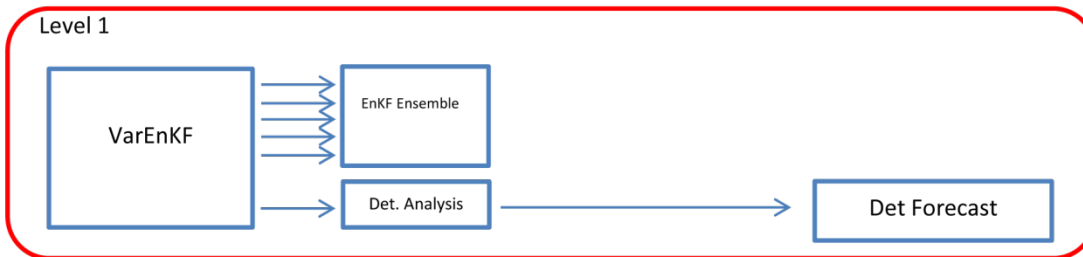 Level 1
VarEnKF
EnKF Ensemble
Det. Analysis
Det Forecast